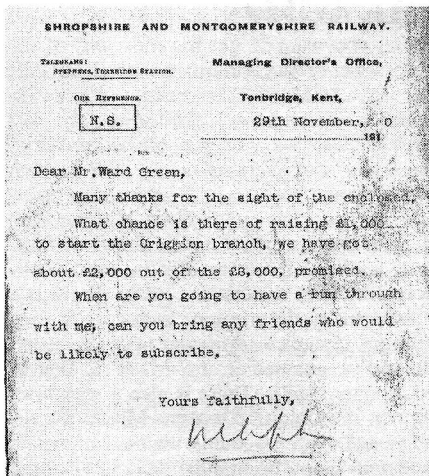 SHROPSHIRE AND MONTGOMERYSHIRE RAILWAY.
TELEGRAMS:
STEPHENS, TONBRIDGE STATION.
Managing Director's Office,
OUR REFERENCE.
N.S.
Tonbridge, Kent,
29th November,
191
Dear Mr.Ward Green,
Many thanks for the sight of the enclosed.
What chance is there of raising £1,000
to start the Criggion branch, we have got
about £2,000 out of the £8,000, promised.
When are you going to have a run through
with me, can you bring any friends who would
be likely to subscribe.
Yours faithfully,